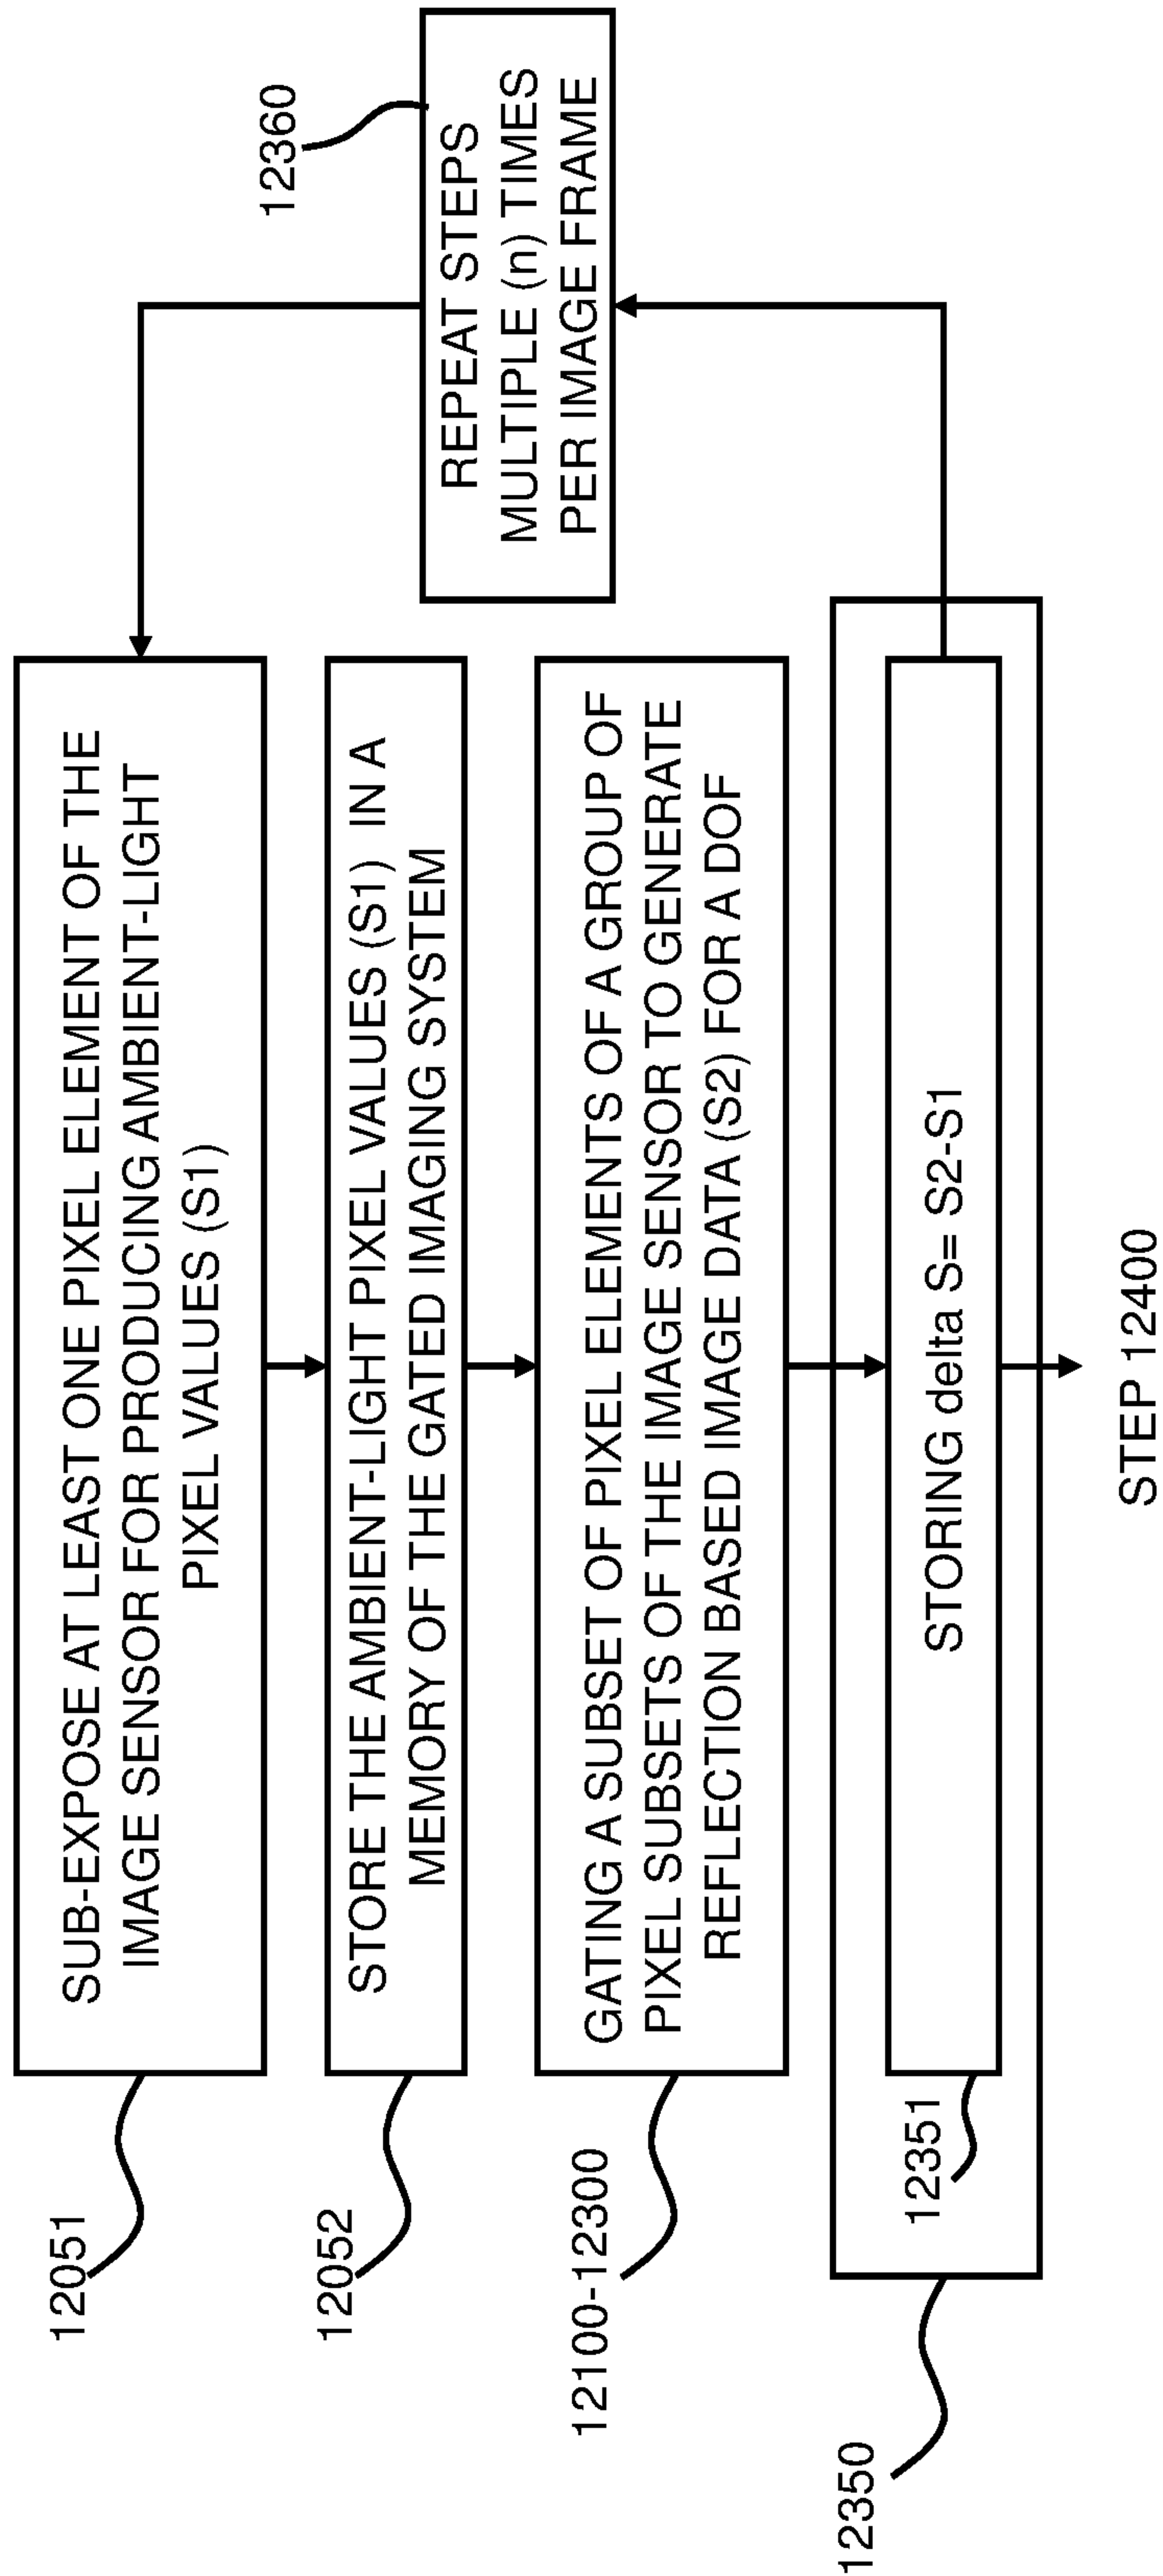 12051
SUB-EXPOSE AT LEAST ONE PIXEL ELEMENT OF THE
IMAGE SENSOR FOR PRODUCING AMBIENT-LIGHT
PIXEL VALUES (S1)
12052
STORE THE AMBIENT-LIGHT PIXEL VALUES (S1) IN A
MEMORY OF THE GATED IMAGING SYSTEM
12360
REPEAT STEPS
MULTIPLE (n) TIMES
PER IMAGE FRAME
12100-12300
GATING A SUBSET OF PIXEL ELEMENTS OF A GROUP OF
PIXEL SUBSETS OF THE IMAGE SENSOR TO GENERATE
REFLECTION BASED IMAGE DATA (S2) FOR A DOF
12350
12351
STORING delta S= S2-S1
STEP 12400